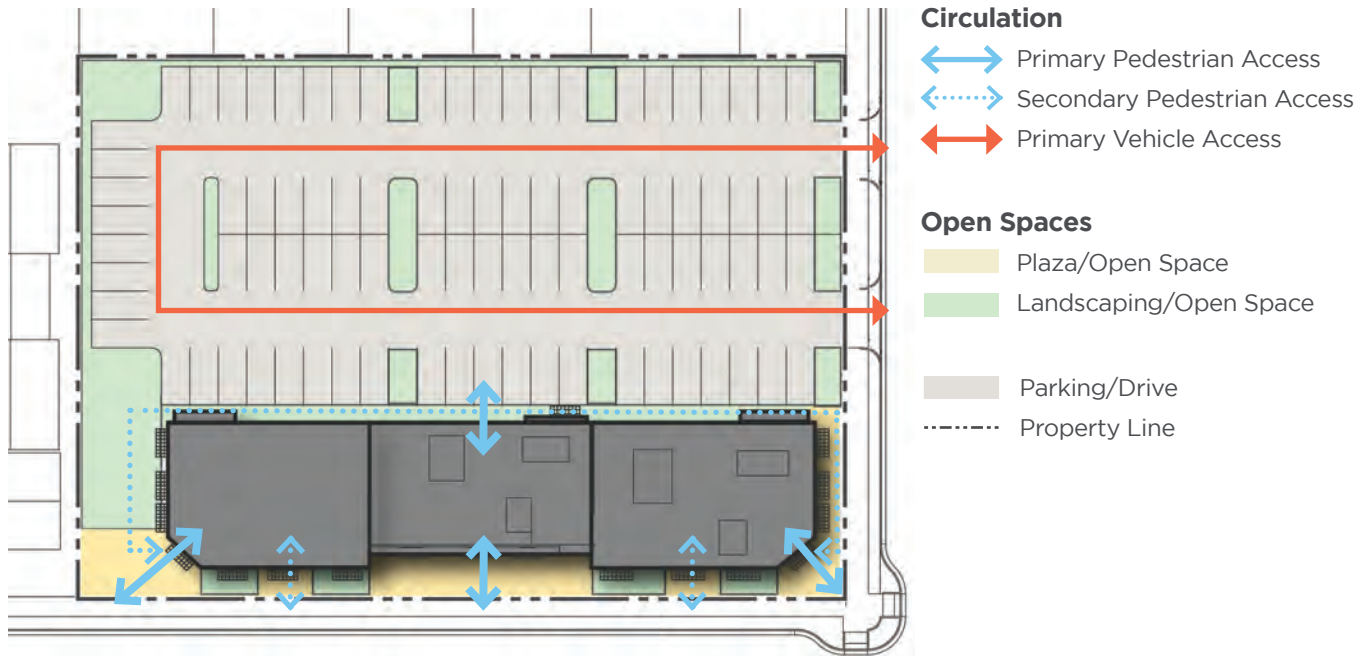 Circulation
Primary Pedestrian Access
Secondary Pedestrian Access
Primary Vehicle Access
Open Spaces
Plaza/Open Space
Landscaping/Open Space
Parking/Drive
Property Line